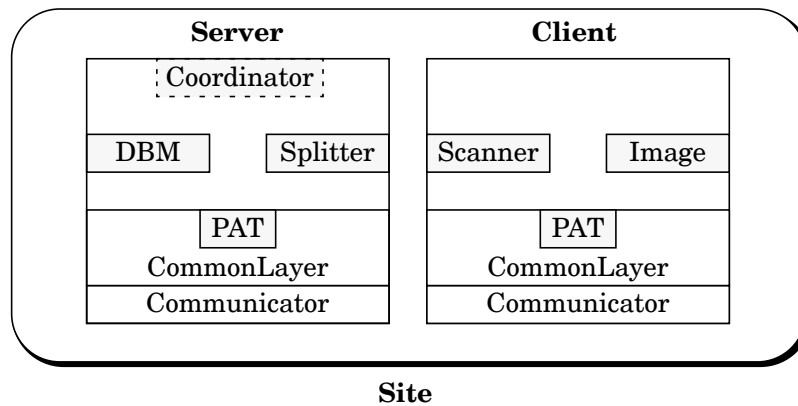 Server Client
Coordinator
DBM Splitter Scanner Image
PAT PAT
CommonLayer CommonLayer
Communicator Communicator
Site